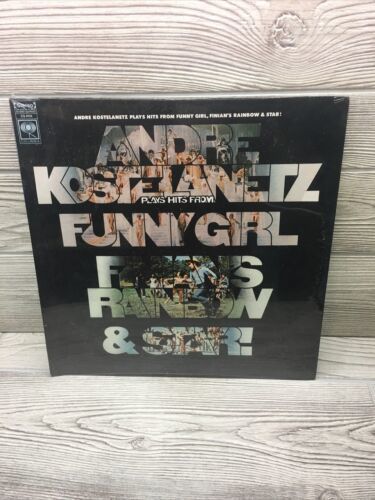 ANDRE KOSTELANETZ PLAYS HITS FROM FUNNY GIRL, FINIAN'S RAINBOW & STAR!
ANDRE
KOSTELANETZ
PLAYS HITS FROM
FUNNY GIRL
FINIAN'S
RAINBOW
& STAR!